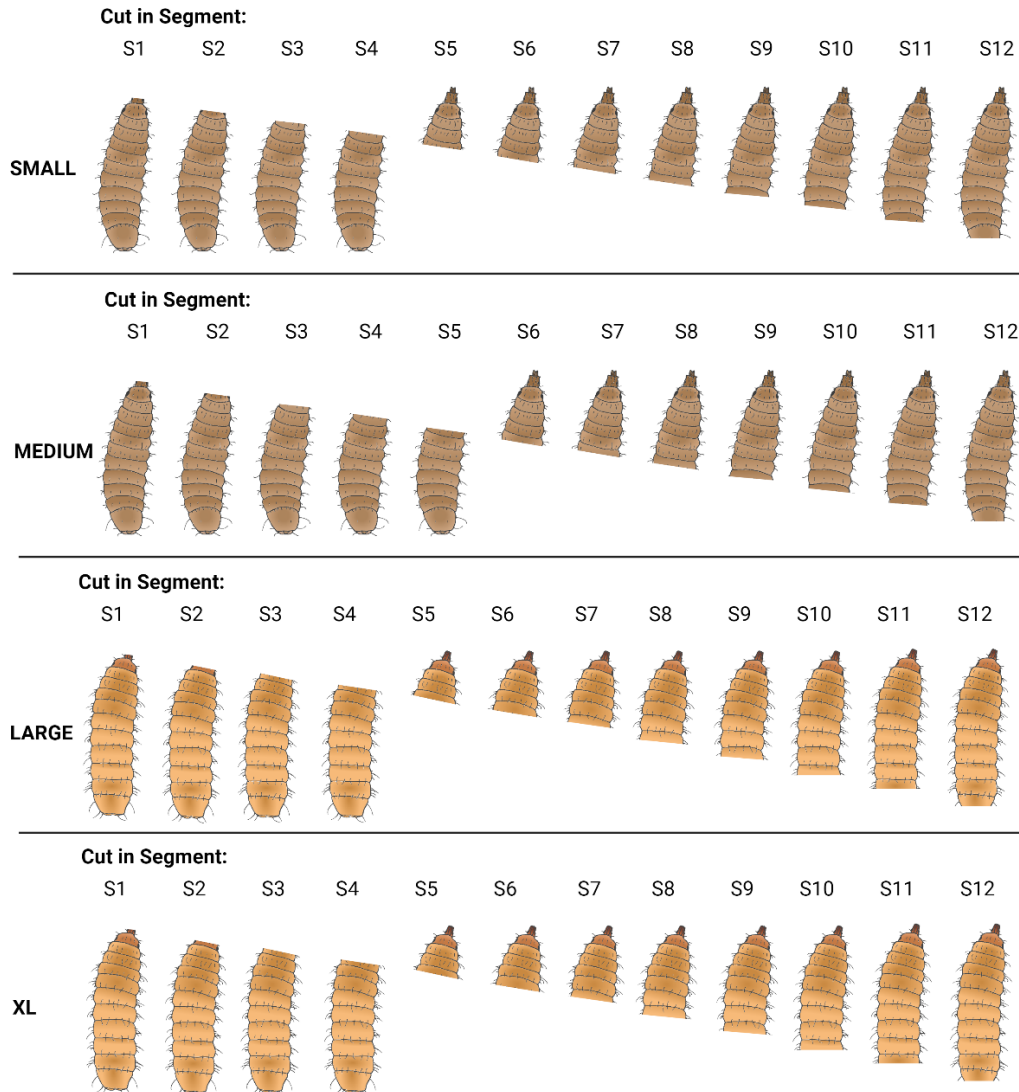 Cut in Segment:
S1 S2 S3 S4 S5 S6 S7 S8 S9 S10 S11 S12
SMALL
Cut in Segment:
S1 S2 S3 S4 S5 S6 S7 S8 S9 S10 S11 S12
MEDIUM
Cut in Segment:
S1 S2 S3 S4 S5 S6 S7 S8 S9 S10 S11 S12
LARGE
Cut in Segment:
S1 S2 S3 S4 S5 S6 S7 S8 S9 S10 S11 S12
XL